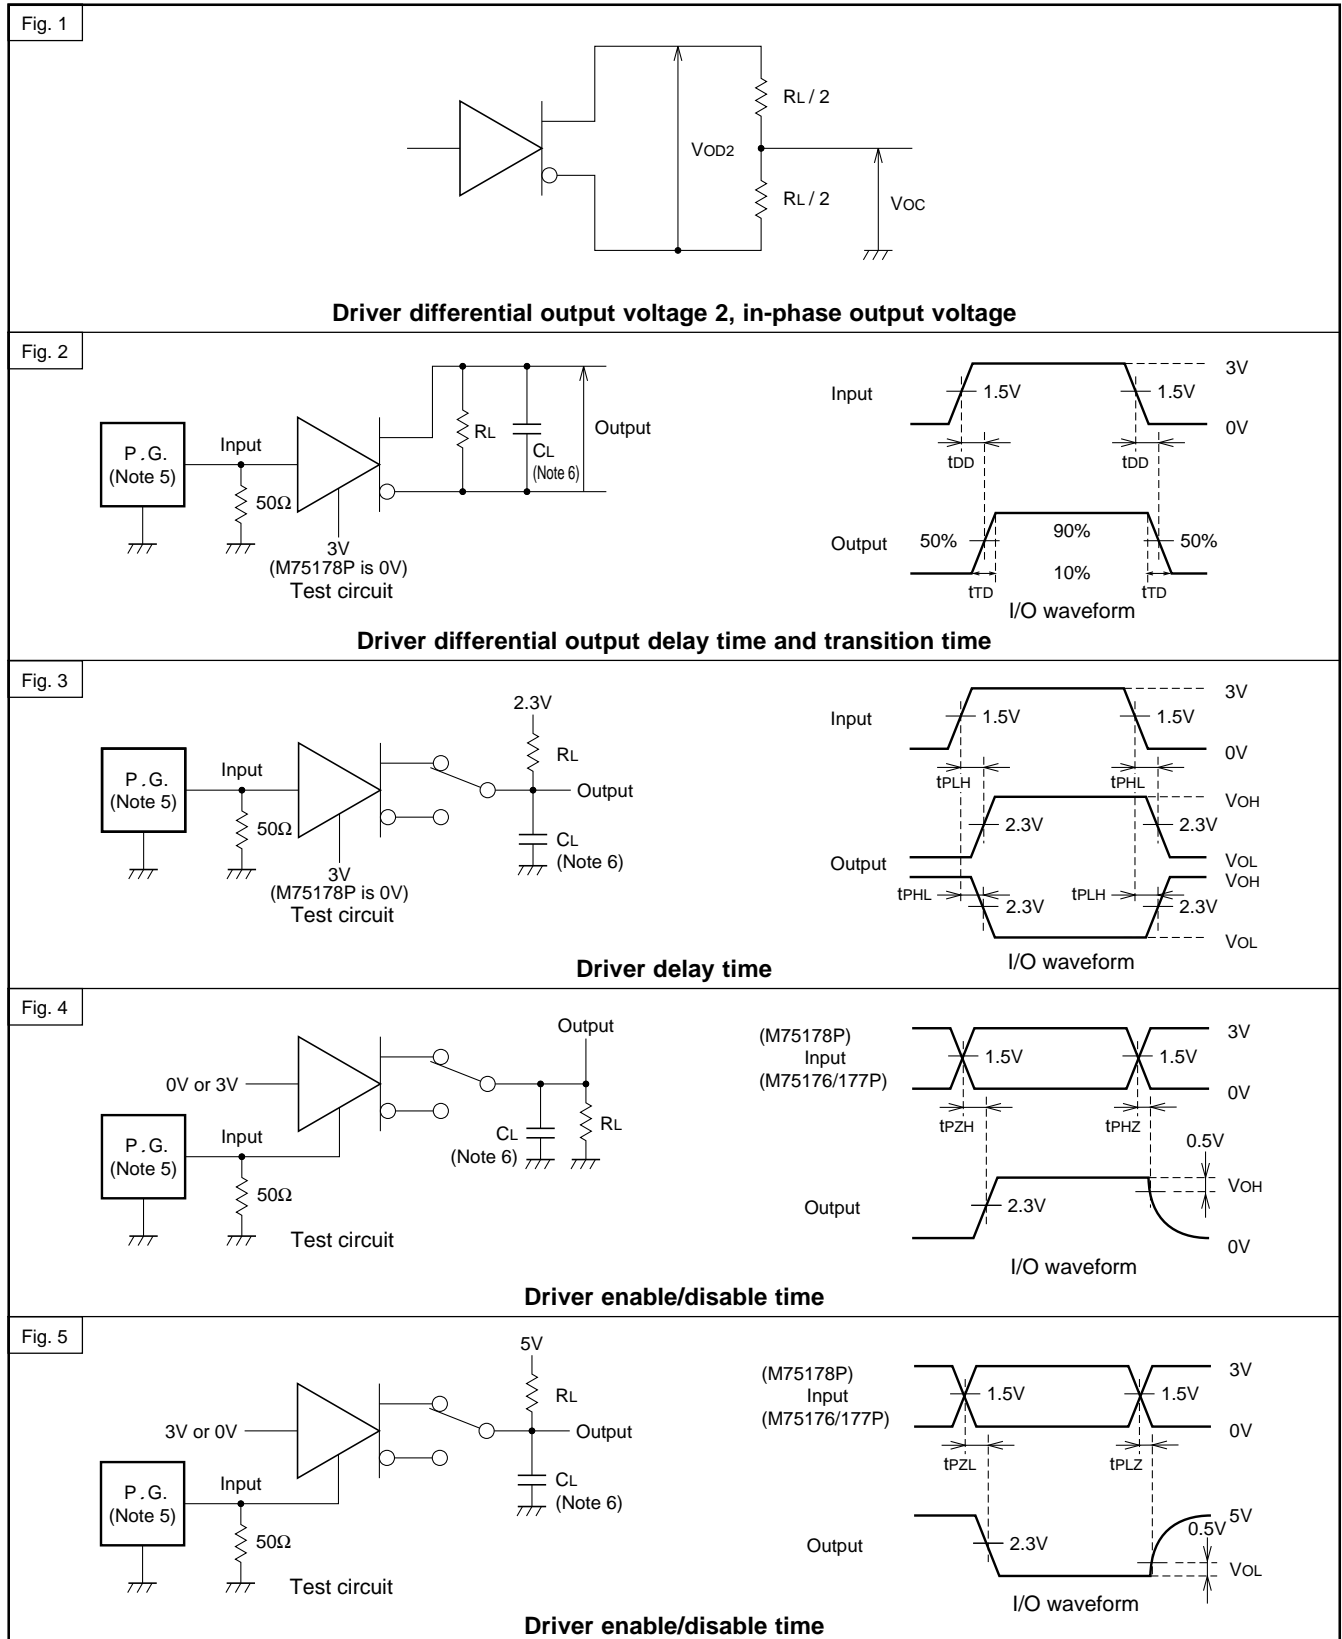 Fig. 1
RL / 2
VOD2
RL / 2
VOC
Driver differential output voltage 2, in-phase output voltage
Fig. 2
P.G.
(Note 5)
Input
50Ω
3V
(M75178P is 0V)
Test circuit
RL
CL
(Note 6)
Output
Input
1.5V
1.5V
3V
0V
tDD
tDD
Output
50%
90%
50%
10%
tTD
tTD
I/O waveform
Driver differential output delay time and transition time
Fig. 3
P.G.
(Note 5)
Input
50Ω
3V
(M75178P is 0V)
Test circuit
2.3V
RL
Output
CL
(Note 6)
Input
1.5V
1.5V
3V
0V
tPLH
tPHL
VOH
2.3V
2.3V
Output
VOL
VOH
tPHL
tPLH
2.3V
2.3V
VOL
I/O waveform
Driver delay time
Fig. 4
0V or 3V
P.G.
(Note 5)
Input
50Ω
Test circuit
Output
CL
(Note 6)
RL
(M75178P)
Input
(M75176/177P)
1.5V
1.5V
3V
0V
tPZH
tPHZ
0.5V
VOH
Output
2.3V
0V
I/O waveform
Driver enable/disable time
Fig. 5
3V or 0V
P.G.
(Note 5)
Input
50Ω
Test circuit
5V
RL
Output
CL
(Note 6)
(M75178P)
Input
(M75176/177P)
1.5V
1.5V
3V
0V
tPZL
tPLZ
5V
0.5V
Output
2.3V
VOL
I/O waveform
Driver enable/disable time